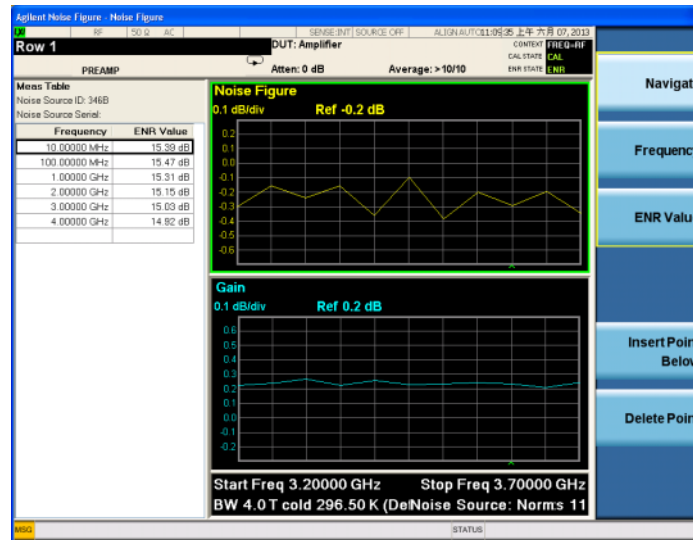 Agilent Noise Figure - Noise Figure
LXI RF 50 Ω AC SENSE:INT SOURCE OFF ALIGNAUTO 11:09:35 上午 六月 07, 2013
Row 1 DUT: Amplifier CONTEXT FREQ=RF
CAL STATE CAL
PREAMP Atten: 0 dB Average: >10/10 ENR STATE ENR
Meas Table
Noise Source ID: 346B
Noise Source Serial:
Frequency ENR Value
10.00000 MHz 15.39 dB
100.00000 MHz 15.47 dB
1.00000 GHz 15.31 dB
2.00000 GHz 15.15 dB
3.00000 GHz 15.03 dB
4.00000 GHz 14.92 dB
Noise Figure
0.1 dB/div Ref -0.2 dB
0.2
0.1
0.0
-0.1
-0.2
-0.3
-0.4
-0.5
-0.6
Gain
0.1 dB/div Ref 0.2 dB
0.6
0.5
0.4
0.3
0.2
0.1
0.0
-0.1
-0.2
Start Freq 3.20000 GHz Stop Freq 3.70000 GHz
BW 4.0 T cold 296.50 K (De Noise Source: Norm s 11
Navigat
Frequenc
ENR Valu
Insert Poin
Belov
Delete Poin
MSG STATUS